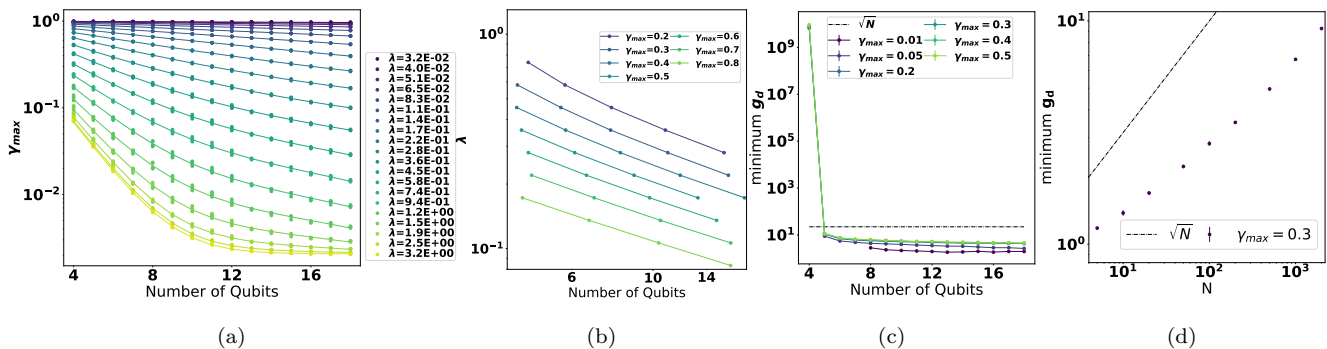 10⁰
10⁻¹
10⁻²
γmax
4
8
12
16
Number of Qubits
λ=3.2E-02
λ=4.0E-02
λ=5.1E-02
λ=6.5E-02
λ=8.3E-02
λ=1.1E-01
λ=1.4E-01
λ=1.7E-01
λ=2.2E-01
λ=2.8E-01
λ=3.6E-01
λ=4.5E-01
λ=5.8E-01
λ=7.4E-01
λ=9.4E-01
λ=1.2E+00
λ=1.5E+00
λ=1.9E+00
λ=2.5E+00
λ=3.2E+00
(a)
10⁰
10⁻¹
λ
γmax=0.2
γmax=0.3
γmax=0.4
γmax=0.5
γmax=0.6
γmax=0.7
γmax=0.8
6
10
14
Number of Qubits
(b)
10⁹
10⁷
10⁵
10³
10¹
minimum gd
√N
γmax = 0.01
γmax = 0.05
γmax = 0.2
γmax = 0.3
γmax = 0.4
γmax = 0.5
4
8
12
16
Number of Qubits
(c)
10¹
10⁰
minimum gd
√N
γmax = 0.3
10¹
10²
10³
N
(d)